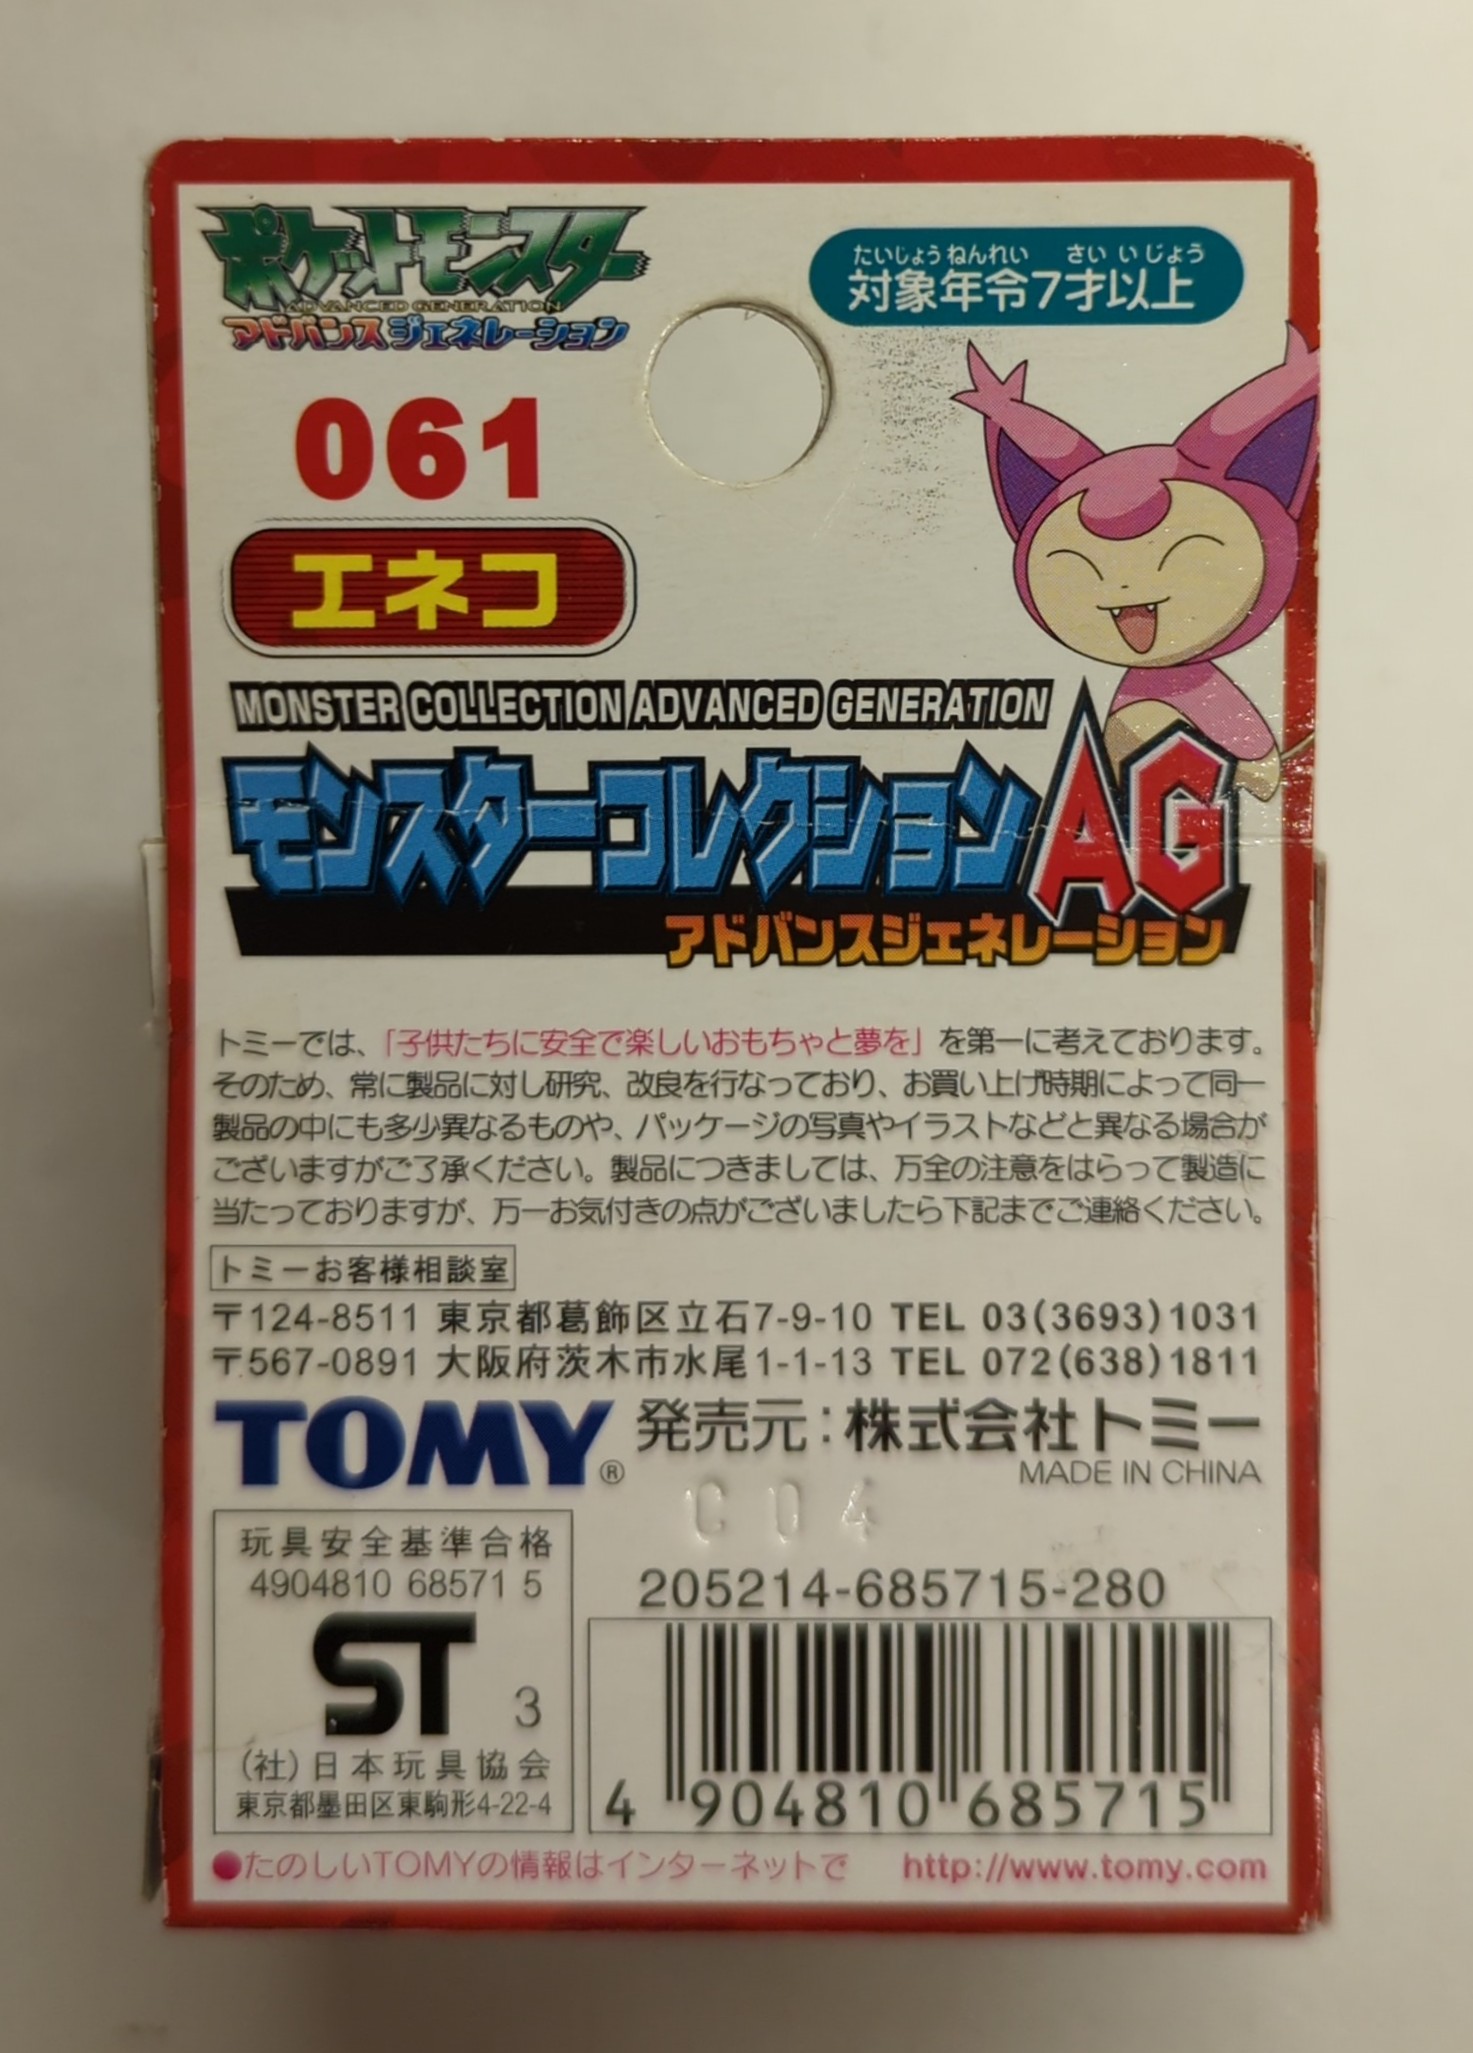 ポケットモンスター
ADVANCED GENERATION
アドバンスジェネレーション
たいしょうねんれい さいいじょう
対象年令7才以上
061
エネコ
MONSTER COLLECTION ADVANCED GENERATION
モンスターコレクションAG
アドバンスジェネレーション
トミーでは、「子供たちに安全で楽しいおもちゃと夢を」を第一に考えております。
そのため、常に製品に対し研究、改良を行なっており、お買い上げ時期によって同一
製品の中にも多少異なるものや、パッケージの写真やイラストなどと異なる場合が
ございますがご了承ください。製品につきましては、万全の注意をはらって製造に
当たっておりますが、万一お気付きの点がございましたら下記までご連絡ください。
トミーお客様相談室
〒124-8511 東京都葛飾区立石7-9-10 TEL 03(3693)1031
〒567-0891 大阪府茨木市水尾1-1-13 TEL 072(638)1811
TOMY® 発売元:株式会社トミー
MADE IN CHINA
C04
玩具安全基準合格
4904810 68571 5
ST 3
(社)日本玩具協会
東京都墨田区東駒形4-22-4
205214-685715-280
4 904810 685715
●たのしいTOMYの情報はインターネットで http://www.tomy.com